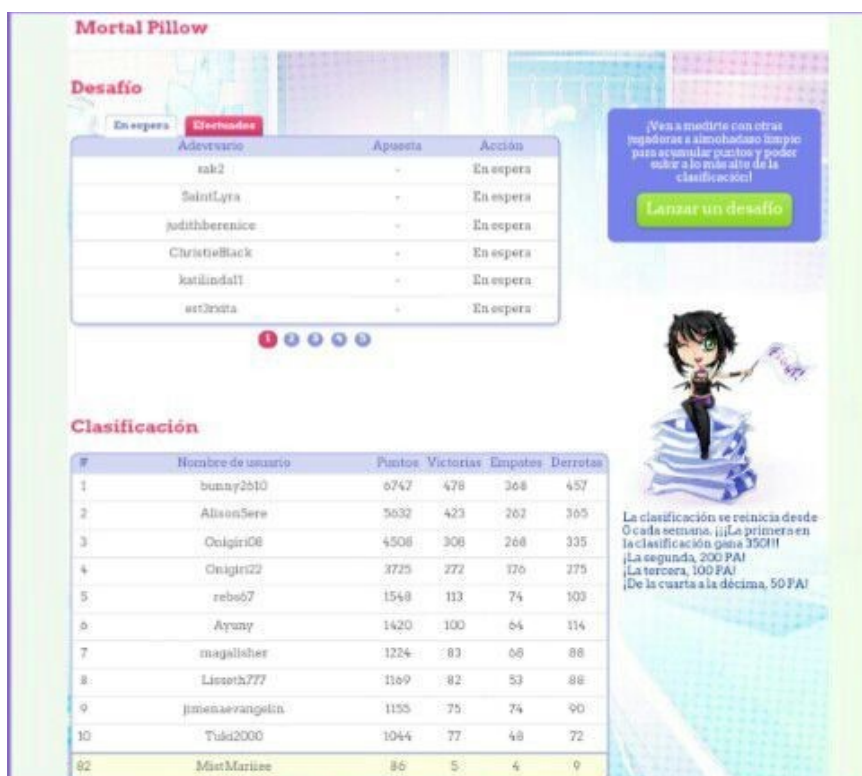 Mortal Pillow
Desafío
En espera Efectuados
Adversario Apuesta Acción
sak2 - En espera
SaintLyra - En espera
judithberenice - En espera
ChristieBlack - En espera
katilinda11 - En espera
- En espera
1 2 3 4 5
¡Ven a medirte con otras
jugadoras a almohadazo limpio
para acumular puntos y poder
subir a lo más alto de la
clasificación!
Lanzar un desafío
Clasificación
# Nombre de usuario Puntos Victorias Empates Derrotas
1 bunny2610 6747 478 368 457
2 AlisonSere 5632 423 262 365
3 Onigiri08 4508 308 268 335
4 Onigiri22 3725 272 176 275
5 rebs67 1548 113 74 103
6 Ayuny 1420 100 64 114
7 magalisher 1224 83 68 88
8 Lisseth777 1169 82 53 88
9 jimenaevangelin 1155 75 74 90
10 Tuki2000 1044 77 48 72
82 MistMariiee 86 5 4 9
Fight!
La clasificación se reinicia desde
0 cada semana. ¡¡¡La primera en
la clasificación gana 350!!!
¡La segunda, 200 PA!
¡La tercera, 100 PA!
¡De la cuarta a la décima, 50 PA!